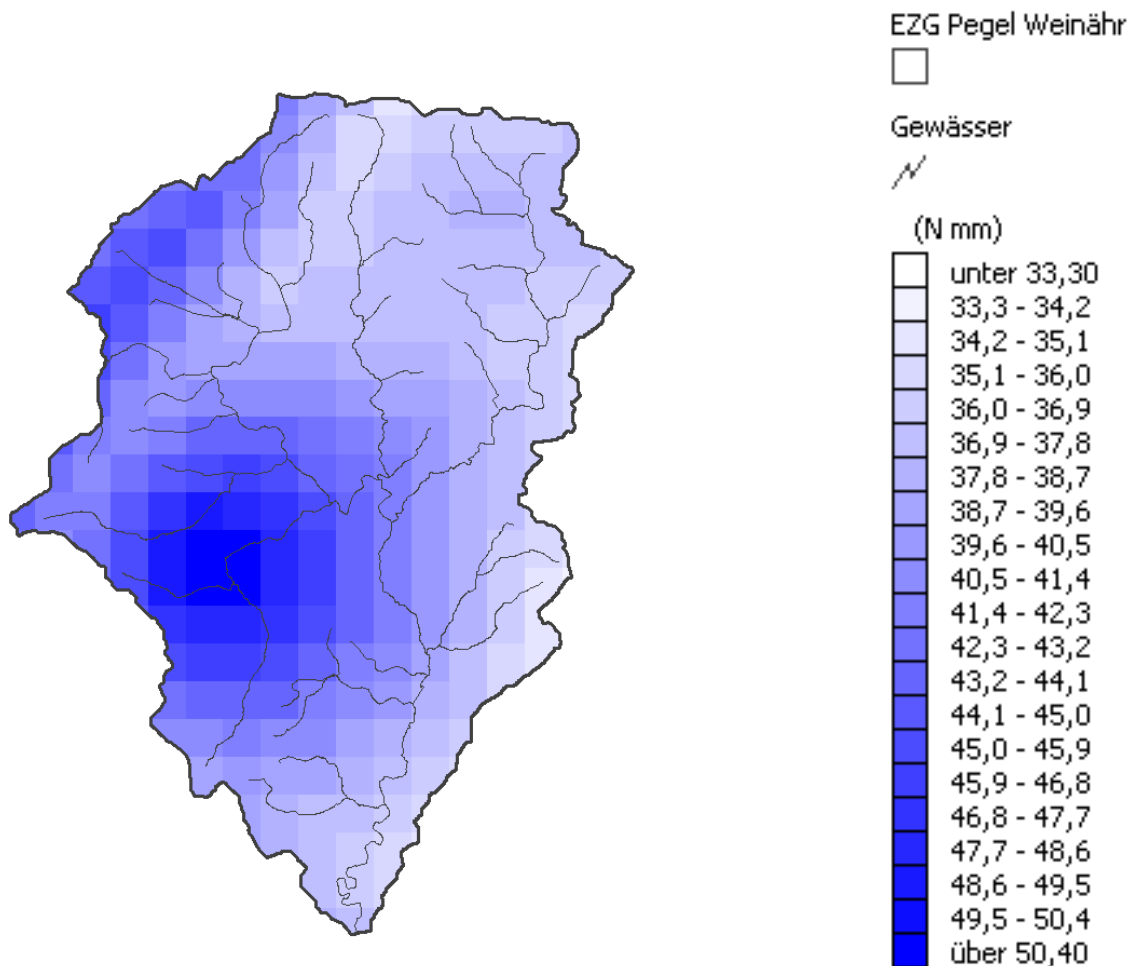 EZG Pegel Weinähr
Gewässer
(N mm)
unter 33,30
33,3 - 34,2
34,2 - 35,1
35,1 - 36,0
36,0 - 36,9
36,9 - 37,8
37,8 - 38,7
38,7 - 39,6
39,6 - 40,5
40,5 - 41,4
41,4 - 42,3
42,3 - 43,2
43,2 - 44,1
44,1 - 45,0
45,0 - 45,9
45,9 - 46,8
46,8 - 47,7
47,7 - 48,6
48,6 - 49,5
49,5 - 50,4
über 50,40